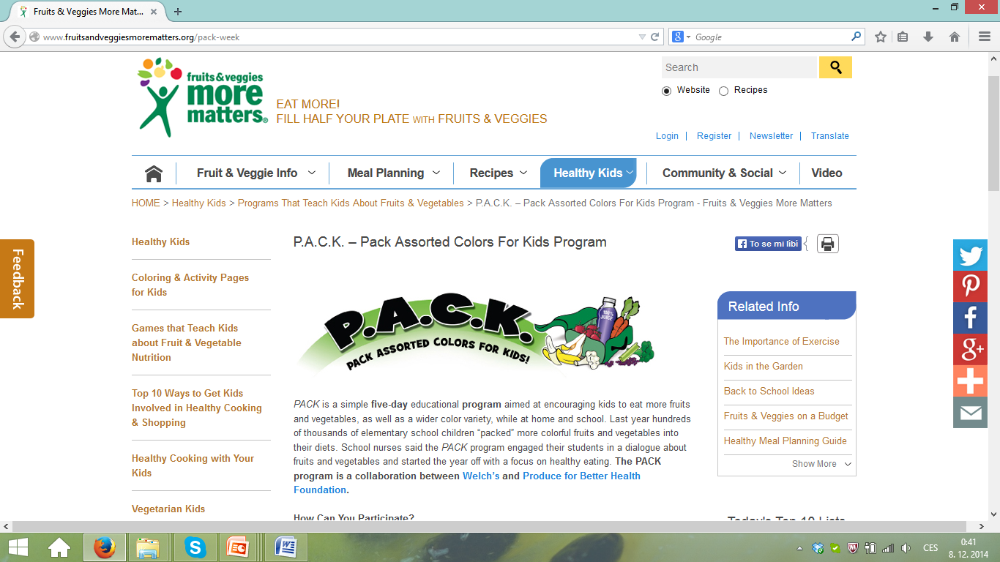 Fruits & Veggies More Mat...
www.fruitsandveggiesmorematters.org/pack-week
Google
fruits & veggies
more
matters®
EAT MORE!
FILL HALF YOUR PLATE WITH FRUITS & VEGGIES
Search
Website
Recipes
Login | Register | Newsletter | Translate
Fruit & Veggie Info
Meal Planning
Recipes
Healthy Kids
Community & Social
Video
HOME > Healthy Kids > Programs That Teach Kids About Fruits & Vegetables > P.A.C.K. – Pack Assorted Colors For Kids Program - Fruits & Veggies More Matters
Feedback
Healthy Kids
Coloring & Activity Pages
for Kids
Games that Teach Kids
about Fruit & Vegetable
Nutrition
Top 10 Ways to Get Kids
Involved in Healthy Cooking
& Shopping
Healthy Cooking with Your
Kids
Vegetarian Kids
P.A.C.K. – Pack Assorted Colors For Kids Program
To se mi líbí
P.A.C.K.
PACK ASSORTED COLORS FOR KIDS!
100%
JUICE
PACK is a simple five-day educational program aimed at encouraging kids to eat more fruits
and vegetables, as well as a wider color variety, while at home and school. Last year hundreds
of thousands of elementary school children “packed” more colorful fruits and vegetables into
their diets. School nurses said the PACK program engaged their students in a dialogue about
fruits and vegetables and started the year off with a focus on healthy eating. The PACK
program is a collaboration between Welch’s and Produce for Better Health
Foundation.
How Can You Participate?
Related Info
The Importance of Exercise
Kids in the Garden
Back to School Ideas
Fruits & Veggies on a Budget
Healthy Meal Planning Guide
Show More
Today's Top 10 Lists
CES
0:41
8. 12. 2014